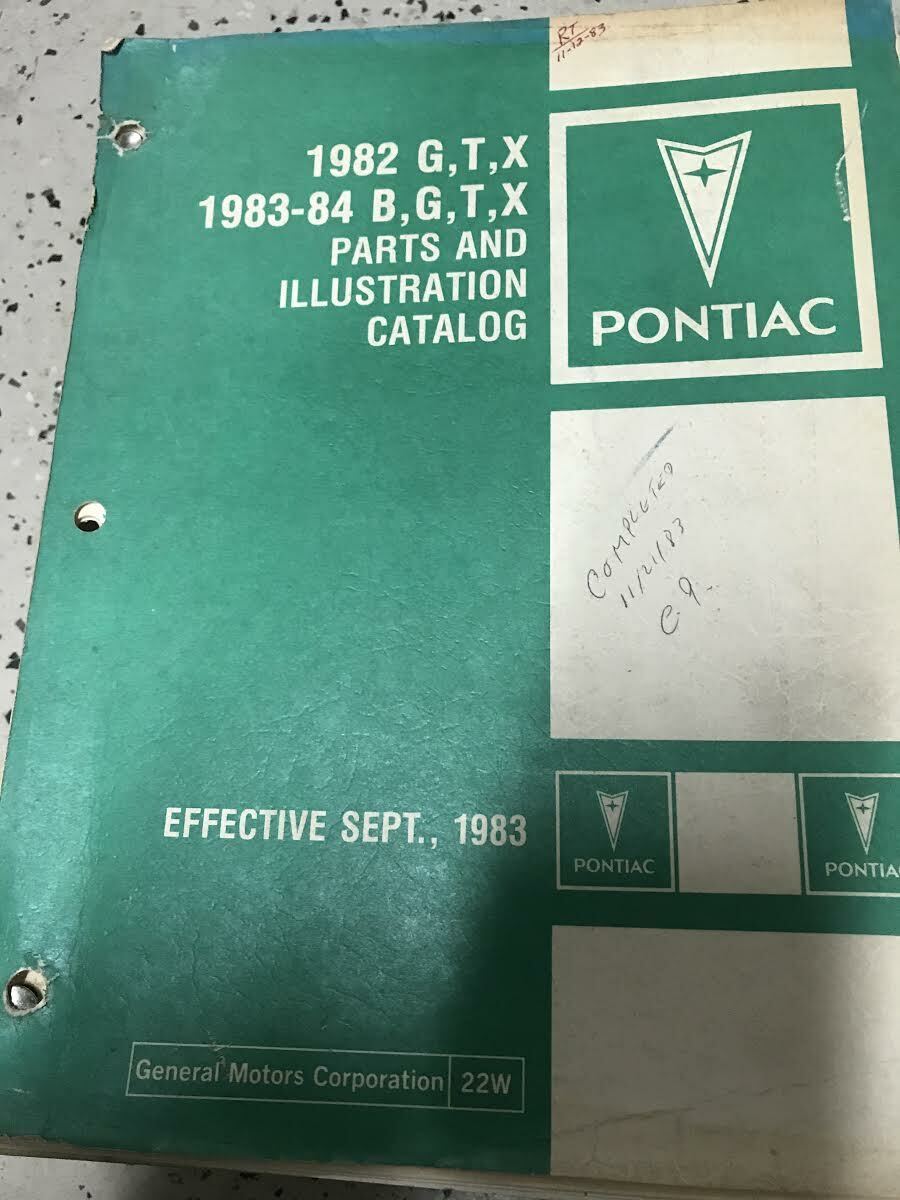 RT
11-12-83
1982 G,T,X
1983-84 B,G,T,X
PARTS AND
ILLUSTRATION
CATALOG
PONTIAC
COMPLETED
11/21/83
C.J.
EFFECTIVE SEPT., 1983
PONTIAC
PONTIA
General Motors Corporation 22W